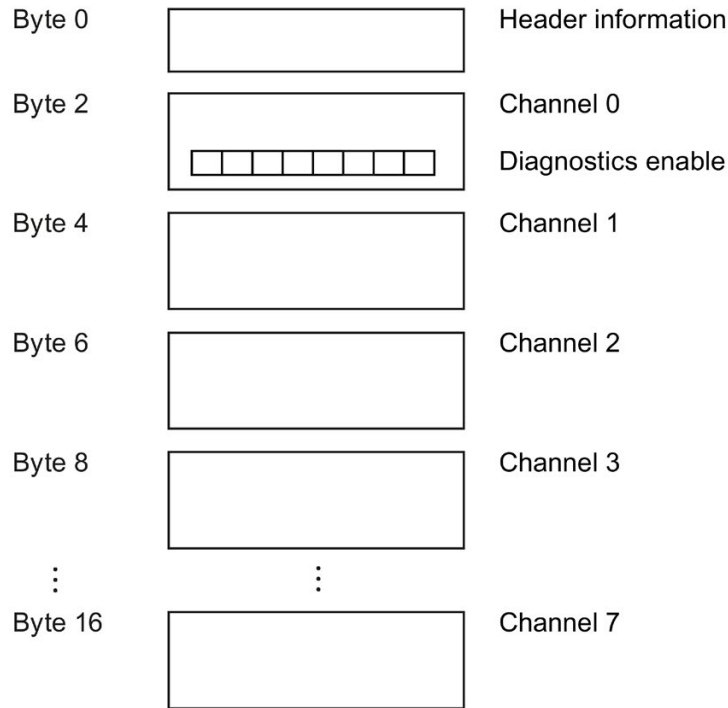 Byte 0 Header information
Byte 2 Channel 0
Diagnostics enable
Byte 4 Channel 1
Byte 6 Channel 2
Byte 8 Channel 3
⋮ ⋮
Byte 16 Channel 7